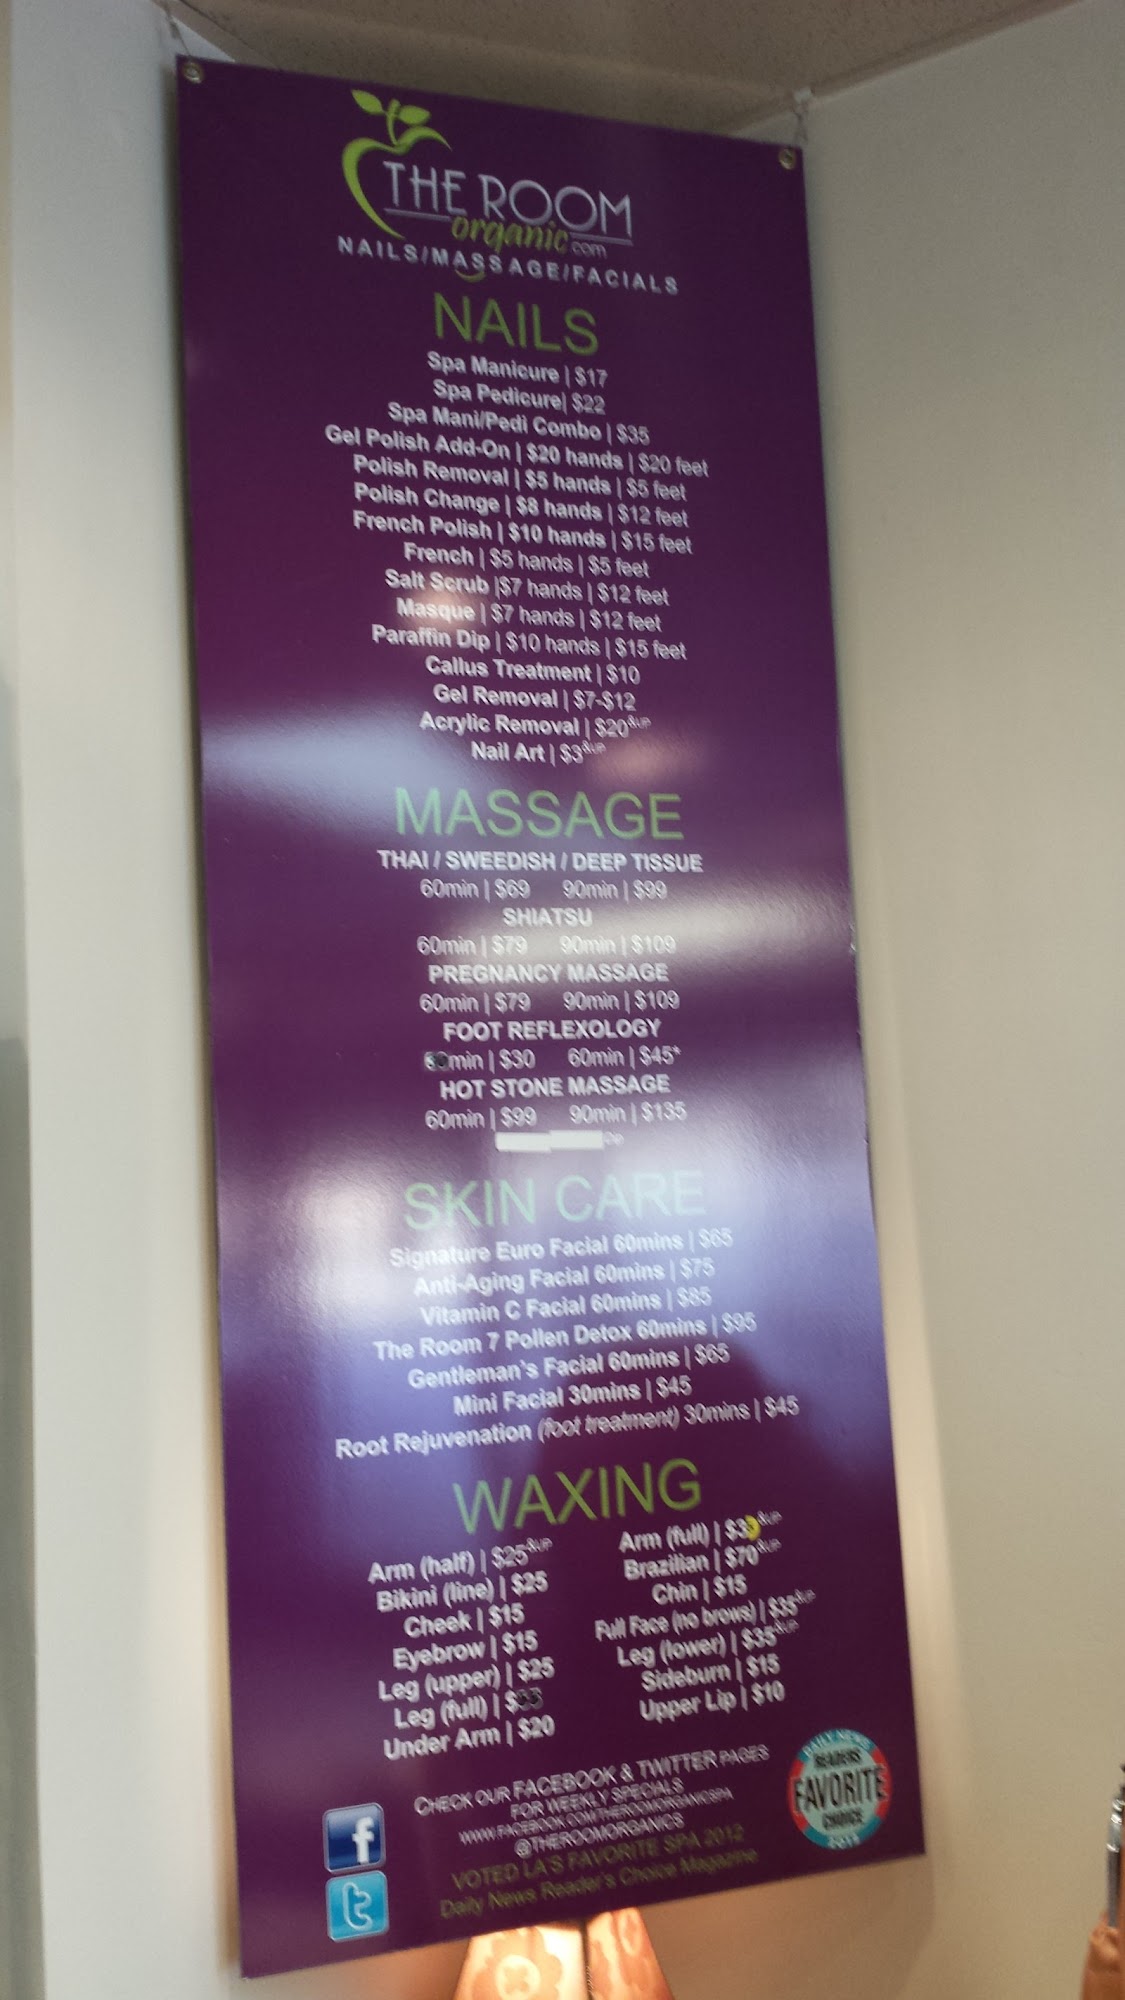 THE ROOM
organic.com
NAILS/MASSAGE/FACIALS
NAILS
Spa Manicure | $17
Spa Pedicure| $22
Spa Mani/Pedi Combo | $35
Gel Polish Add-On | $20 hands | $20 feet
Polish Removal | $5 hands | $5 feet
Polish Change | $8 hands | $12 feet
French Polish | $10 hands | $15 feet
French | $5 hands | $5 feet
Salt Scrub |$7 hands | $12 feet
Masque | $7 hands | $12 feet
Paraffin Dip | $10 hands | $15 feet
Callus Treatment | $10
Gel Removal | $7-$12
Acrylic Removal | $20 &UP
Nail Art | $3 &UP
MASSAGE
THAI / SWEEDISH / DEEP TISSUE
60min | $69 90min | $99
SHIATSU
60min | $79 90min | $109
PREGNANCY MASSAGE
60min | $79 90min | $109
FOOT REFLEXOLOGY
min | $30 60min | $45*
HOT STONE MASSAGE
60min | $99 90min | $135
SKIN CARE
Signature Euro Facial 60mins | $65
Anti-Aging Facial 60mins | $75
Vitamin C Facial 60mins | $85
The Room 7 Pollen Detox 60mins | $95
Gentleman's Facial 60mins | $65
Mini Facial 30mins | $45
Root Rejuvenation (foot treatment) 30mins | $45
WAXING
Arm (half) | $25 &UP
Bikini (line) | $25
Cheek | $15
Eyebrow | $15
Leg (upper) | $25
Leg (full) |
Under Arm | $20
Arm (full) | &UP
Brazilian | $70 &UP
Chin | $15
Full Face (no brows) | $35 &UP
Leg (lower) | $35 &UP
Sideburn | $15
Upper Lip | $10
CHECK OUR FACEBOOK & TWITTER PAGES
FOR WEEKLY SPECIALS
WWW.FACEBOOK.COM/THEROOMORGANICSPA
@THEROOMORGANICS
VOTED LA'S FAVORITE SPA 2012
Daily News Reader's Choice Magazine
f
t
DAILY NEWS
READERS
FAVORITE
CHOICE